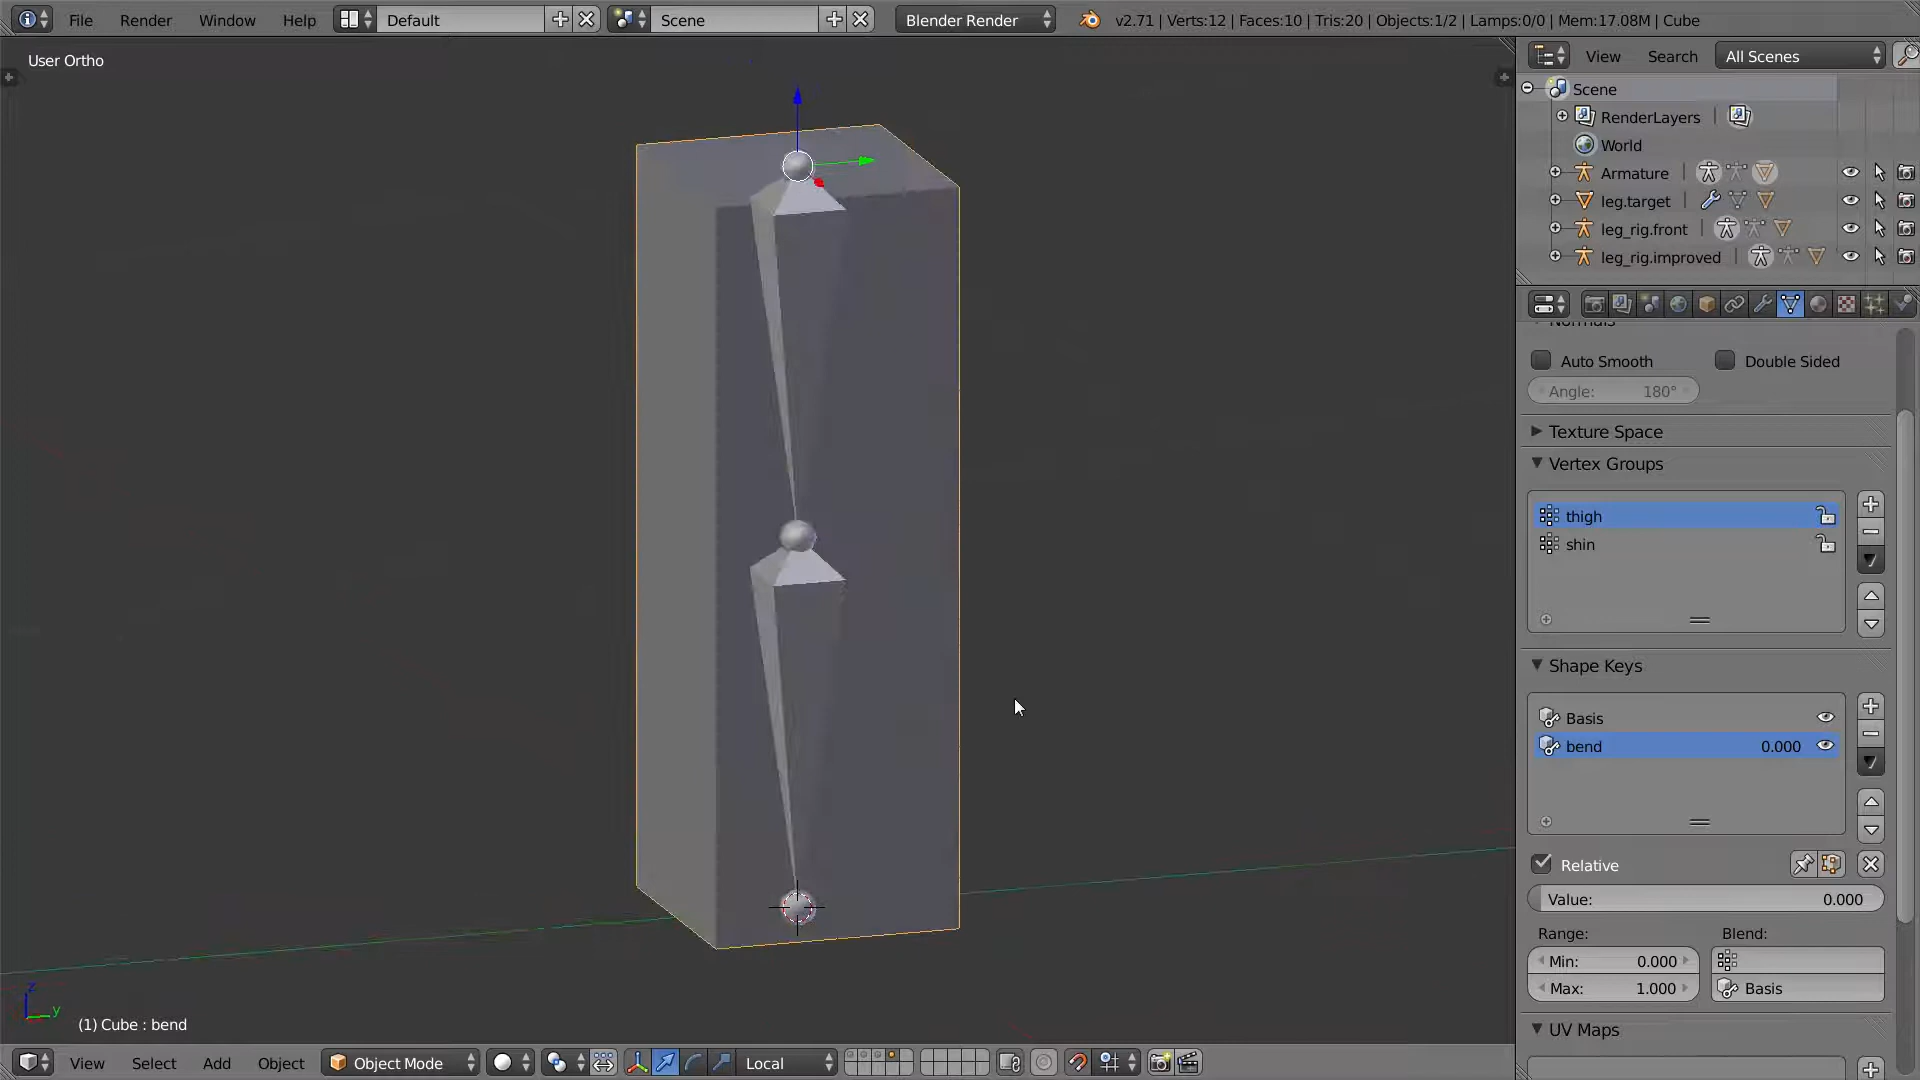 File Render Window Help Default Scene Blender Render v2.71 | Verts:12 | Faces:10 | Tris:20 | Objects:1/2 | Lamps:0/0 | Mem:17.08M | Cube
User Ortho
View Search All Scenes
Scene
RenderLayers |
World
Armature |
leg.target |
leg_rig.front |
leg_rig.improved |
Normals
Auto Smooth Double Sided
Angle: 180°
Texture Space
Vertex Groups
thigh
shin
Shape Keys
Basis
bend 0.000
Relative
Value: 0.000
Range: Blend:
Min: 0.000
Max: 1.000 Basis
UV Maps
z
y
(1) Cube : bend
View Select Add Object Object Mode Local